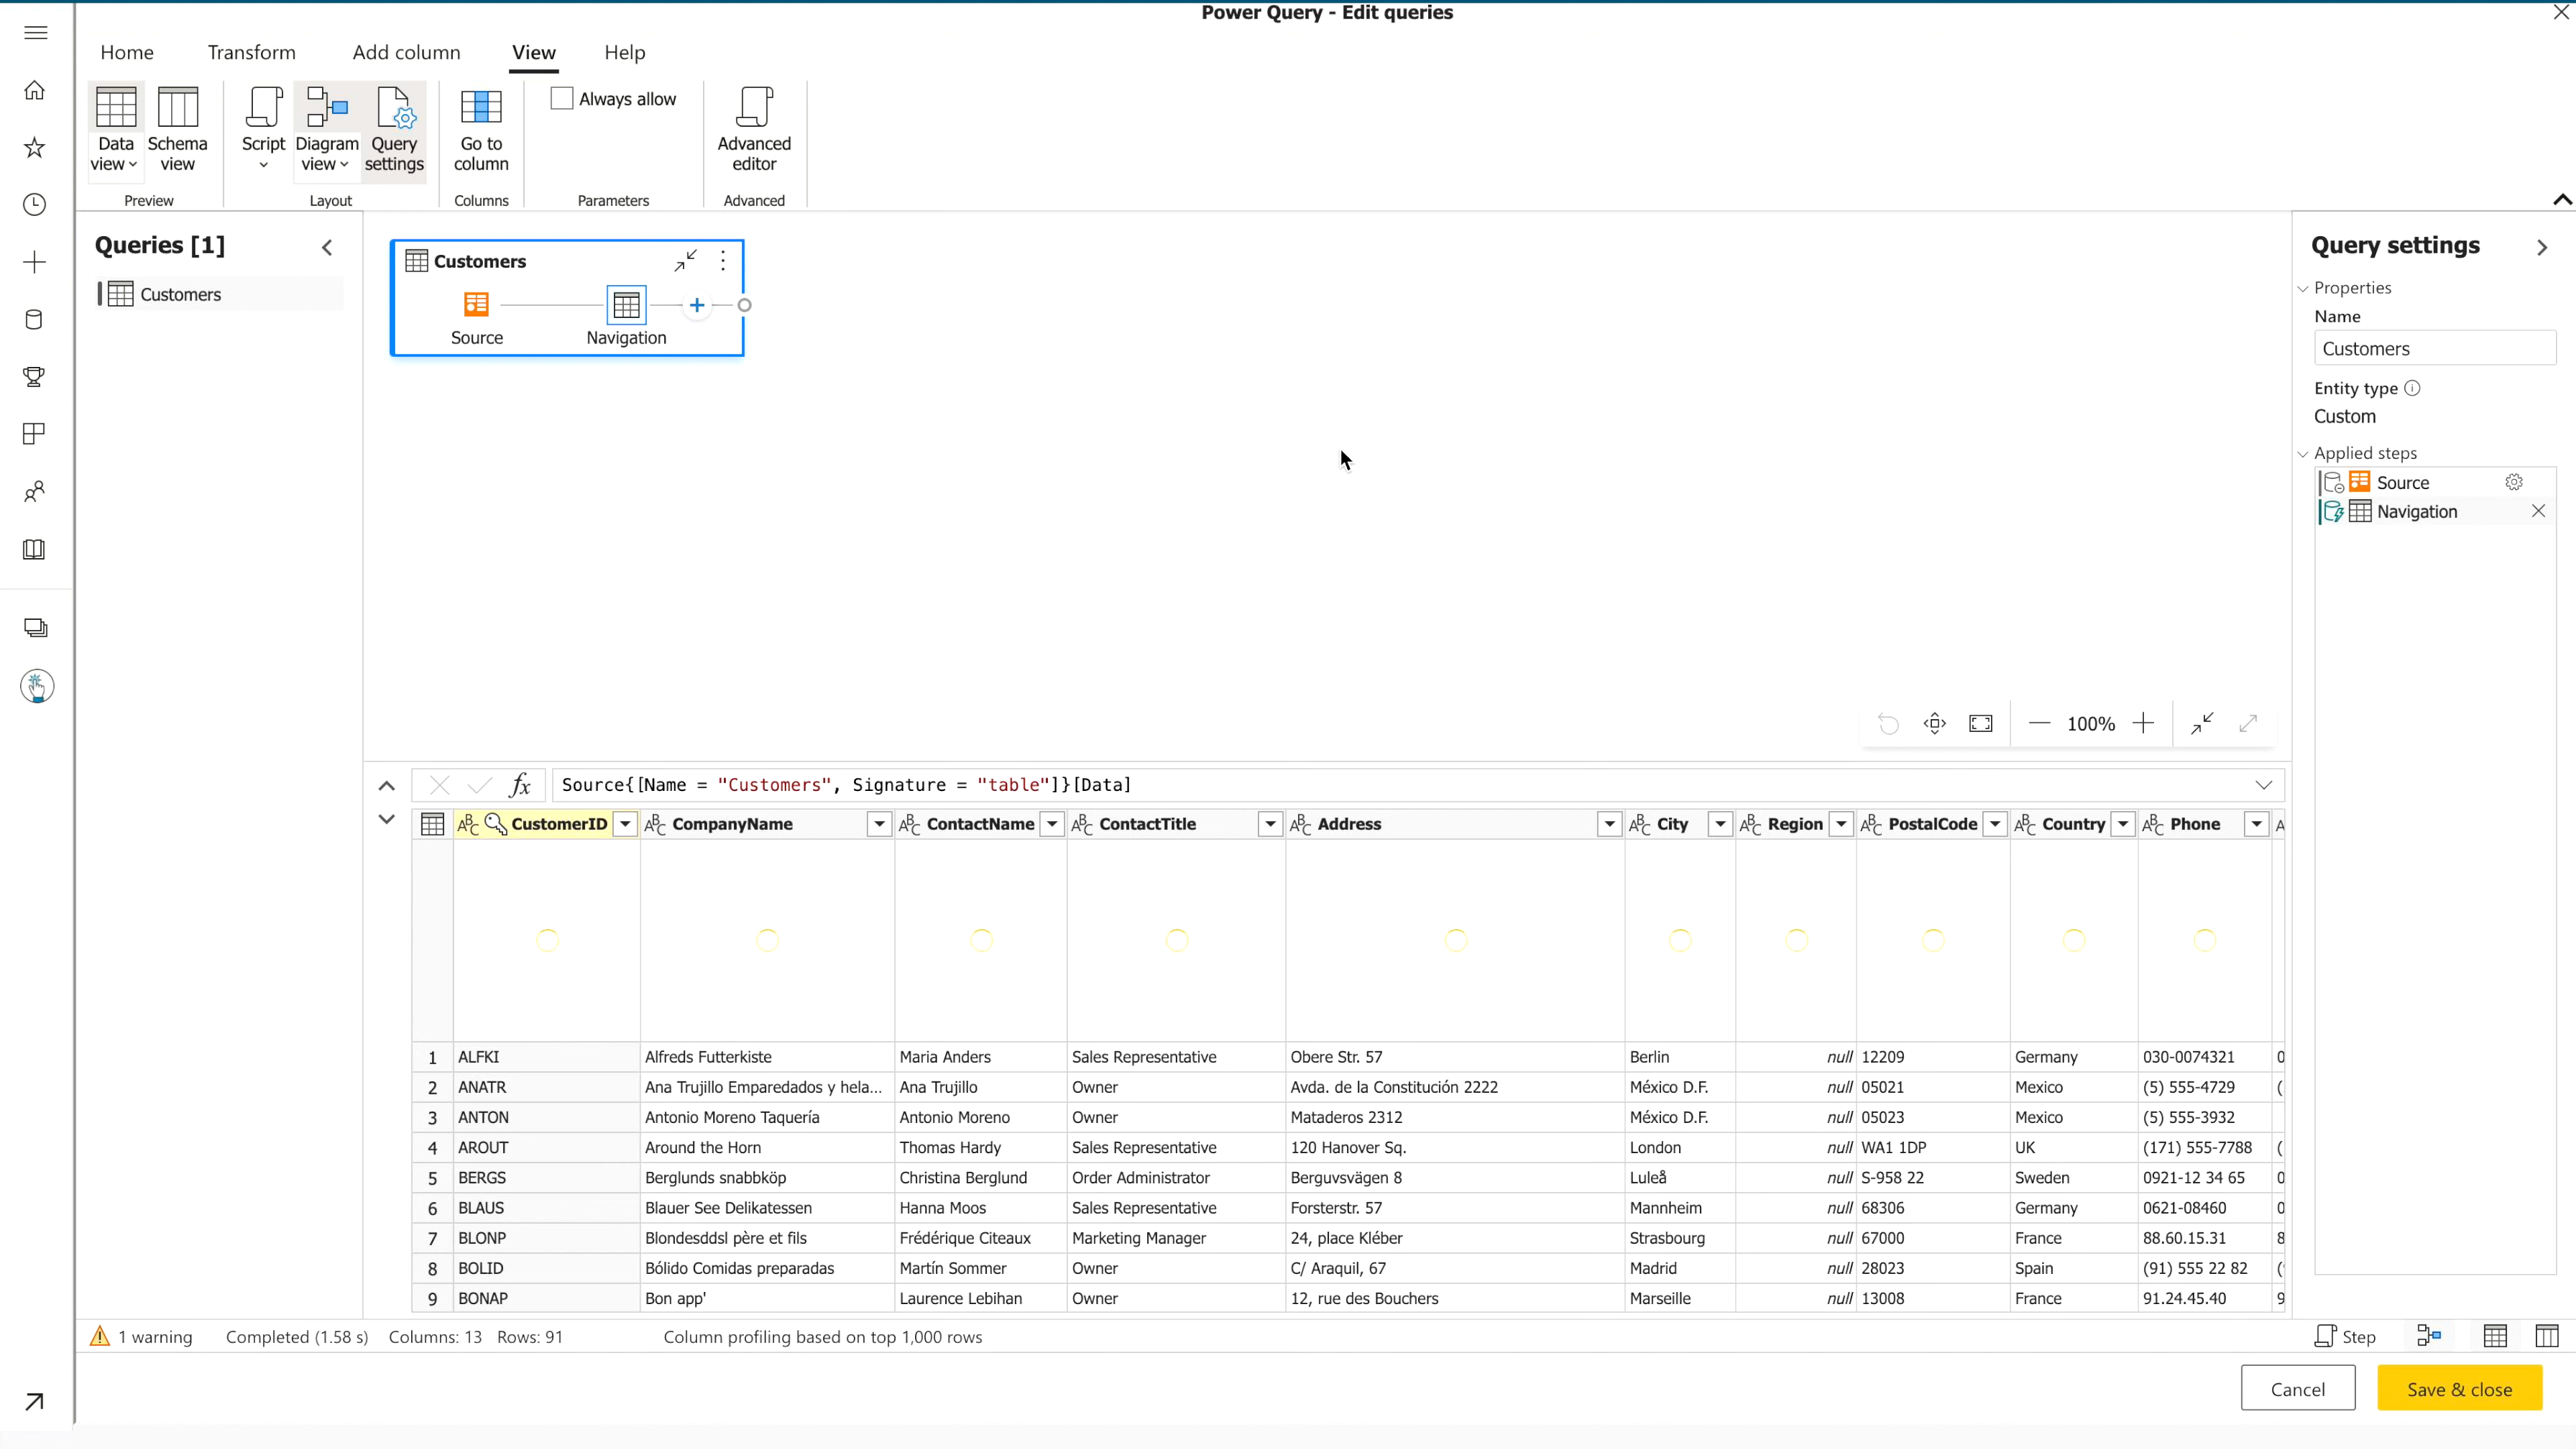 Power Query - Edit queries
Home Transform Add column View Help
Data view
Schema view
Script
Diagram view
Query settings
Go to column
Always allow
Advanced editor
Preview Layout Columns Parameters Advanced
Queries [1]
Customers
Customers
Source Navigation
Query settings
Properties
Name
Customers
Entity type
Custom
Applied steps
Source
Navigation
100%
fx Source{[Name = "Customers", Signature = "table"]}[Data]
CustomerID CompanyName ContactName ContactTitle Address City Region PostalCode Country Phone
1 ALFKI Alfreds Futterkiste Maria Anders Sales Representative Obere Str. 57 Berlin null 12209 Germany 030-0074321 0
2 ANATR Ana Trujillo Emparedados y hela... Ana Trujillo Owner Avda. de la Constitución 2222 México D.F. null 05021 Mexico (5) 555-4729 (
3 ANTON Antonio Moreno Taquería Antonio Moreno Owner Mataderos 2312 México D.F. null 05023 Mexico (5) 555-3932
4 AROUT Around the Horn Thomas Hardy Sales Representative 120 Hanover Sq. London null WA1 1DP UK (171) 555-7788 (
5 BERGS Berglunds snabbköp Christina Berglund Order Administrator Berguvsvägen 8 Luleå null S-958 22 Sweden 0921-12 34 65 0
6 BLAUS Blauer See Delikatessen Hanna Moos Sales Representative Forsterstr. 57 Mannheim null 68306 Germany 0621-08460 0
7 BLONP Blondesddsl père et fils Frédérique Citeaux Marketing Manager 24, place Kléber Strasbourg null 67000 France 88.60.15.31 8
8 BOLID Bólido Comidas preparadas Martín Sommer Owner C/ Araquil, 67 Madrid null 28023 Spain (91) 555 22 82 (
9 BONAP Bon app' Laurence Lebihan Owner 12, rue des Bouchers Marseille null 13008 France 91.24.45.40 9
1 warning Completed (1.58 s) Columns: 13 Rows: 91 Column profiling based on top 1,000 rows Step
Cancel Save & close